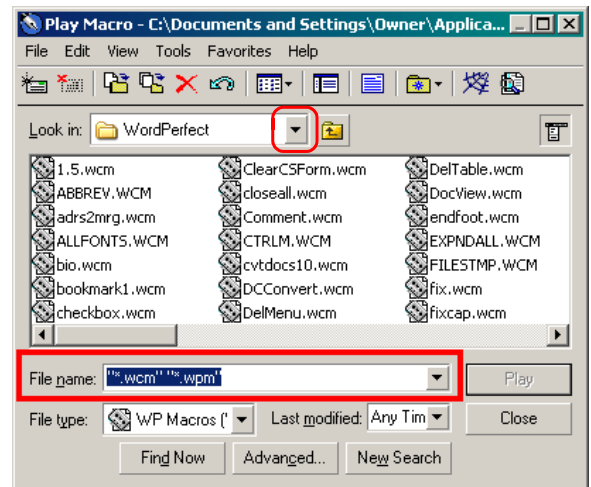 Play Macro - C:\Documents and Settings\Owner\Applica...
File Edit View Tools Favorites Help
Look in: WordPerfect
1.5.wcm ClearCSForm.wcm DelTable.wcm
ABBREV.WCM closeall.wcm DocView.wcm
adrs2mrg.wcm Comment.wcm endfoot.wcm
ALLFONTS.WCM CTRLM.WCM EXPNDALL.WCM
bio.wcm cvtdocs10.wcm FILESTMP.WCM
bookmark1.wcm DCConvert.wcm fix.wcm
checkbox.wcm DelMenu.wcm fixcap.wcm
File name: "*.wcm" "*.wpm" Play
File type: WP Macros (' Last modified: Any Tim Close
Find Now Advanced... New Search